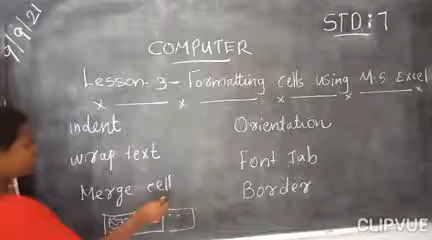 9/9/21
STD: 7
COMPUTER
Lesson-3- Formatting cells using M.S Excel
Indent
Orientation
Wrap text
Font Tab
Merge cell
Border
CLIPVUE